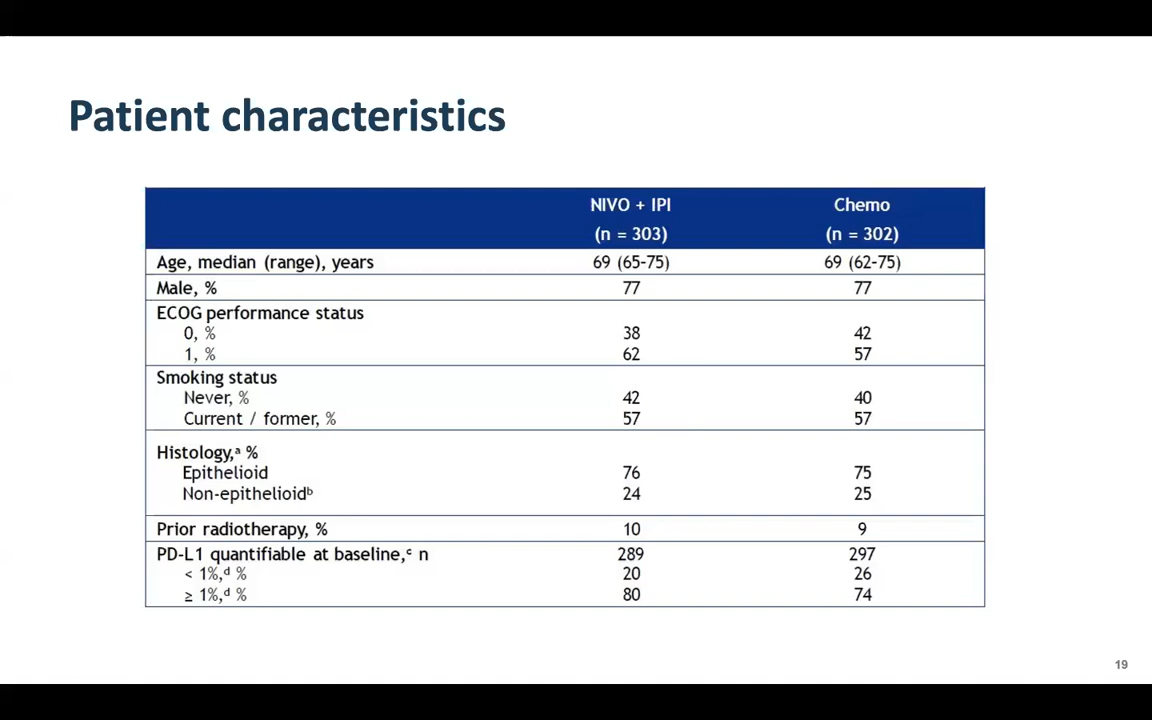 Patient characteristics
NIVO + IPI Chemo
(n = 303) (n = 302)
Age, median (range), years 69 (65-75) 69 (62-75)
Male, % 77 77
ECOG performance status
0, % 38 42
1, % 62 57
Smoking status
Never, % 42 40
Current / former, % 57 57
Histology,ᵃ %
Epithelioid 76 75
Non-epithelioidᵇ 24 25
Prior radiotherapy, % 10 9
PD-L1 quantifiable at baseline,ᶜ n 289 297
< 1%,ᵈ % 20 26
≥ 1%,ᵈ % 80 74
19